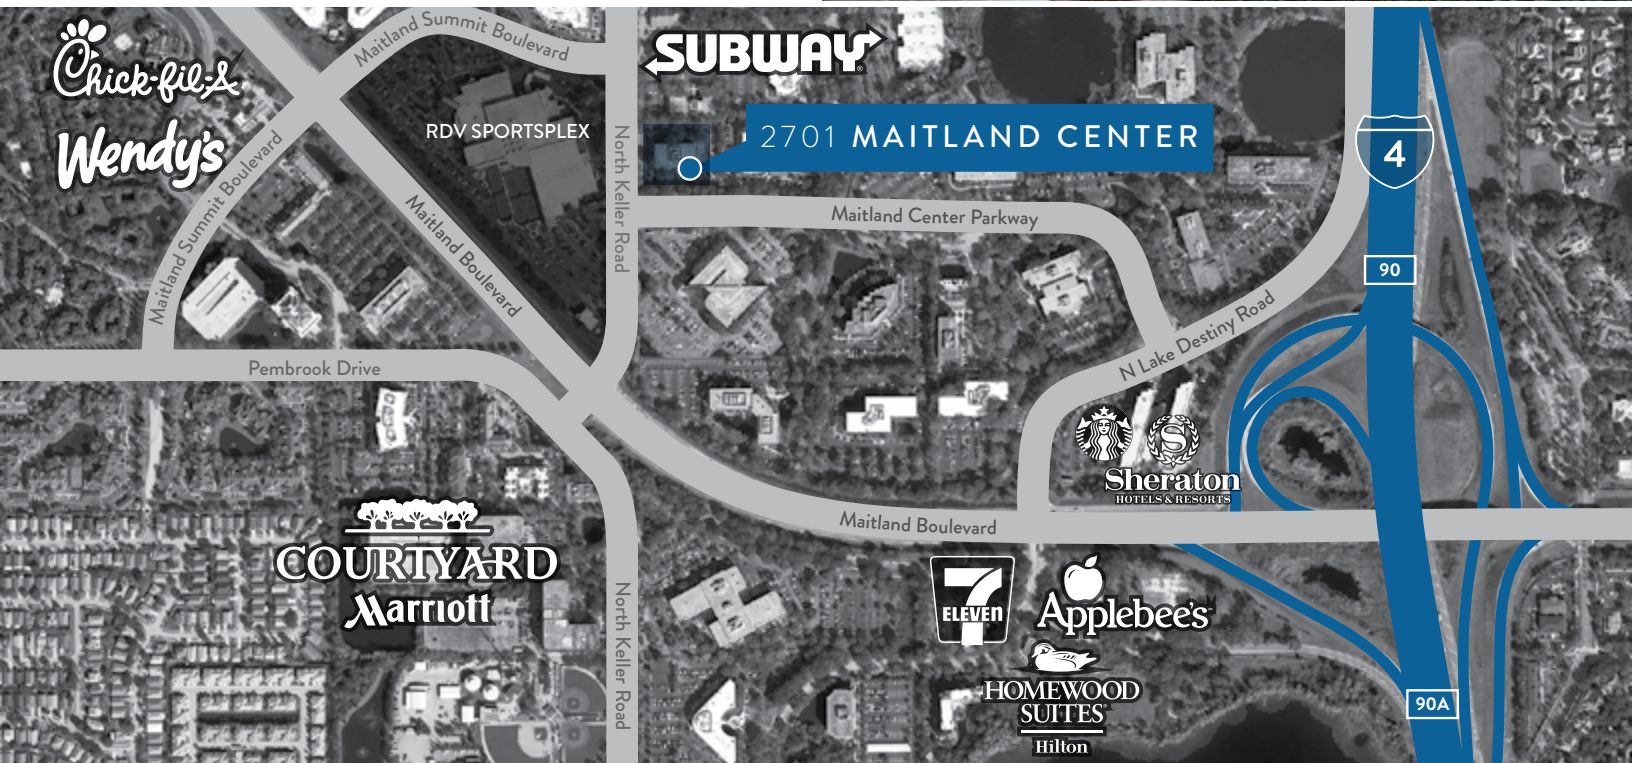 Maitland Summit Boulevard
Chick-fil-A
SUBWAY
RDV SPORTSPLEX
2701 MAITLAND CENTER
Wendy's
North Keller Road
4
Maitland Summit Boulevard
Maitland Boulevard
Maitland Center Parkway
90
N Lake Destiny Road
Pembrook Drive
Sheraton
HOTELS & RESORTS
Maitland Boulevard
COURTYARD
Marriott
7
ELEVEN
Applebee's
North Keller Road
HOMEWOOD
SUITES
Hilton
90A